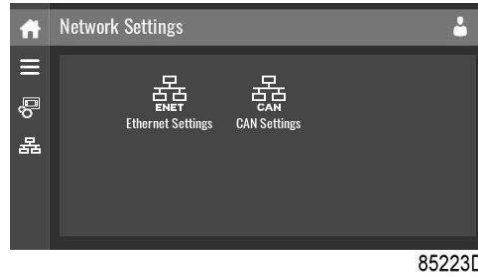 Network Settings
ENET
CAN
Ethernet Settings
CAN Settings
85223D